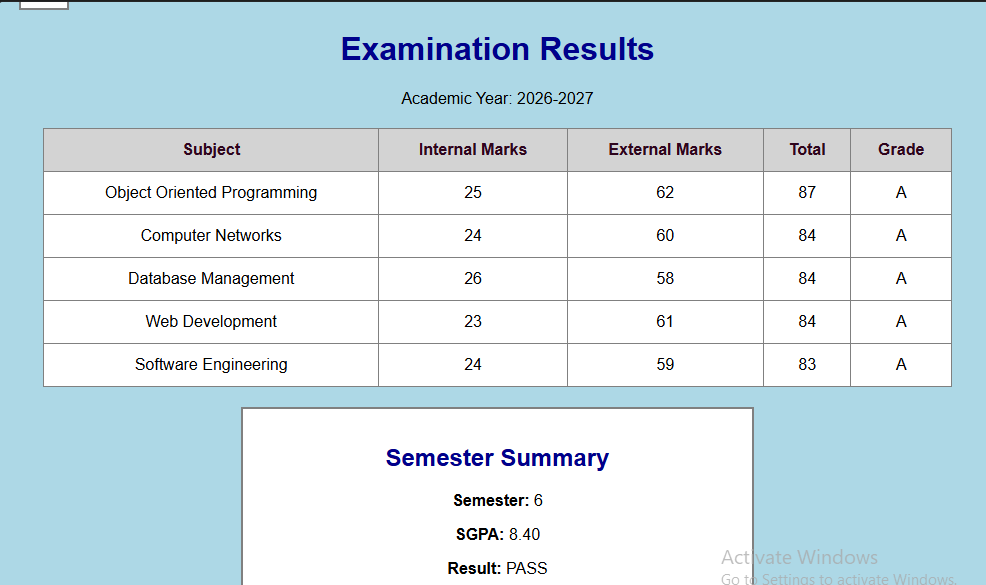 Examination Results
Academic Year: 2026-2027
Subject Internal Marks External Marks Total Grade
Object Oriented Programming 25 62 87 A
Computer Networks 24 60 84 A
Database Management 26 58 84 A
Web Development 23 61 84 A
Software Engineering 24 59 83 A
Semester Summary
Semester: 6
SGPA: 8.40
Result: PASS
Activate Windows
Go to Settings to activate Windows.